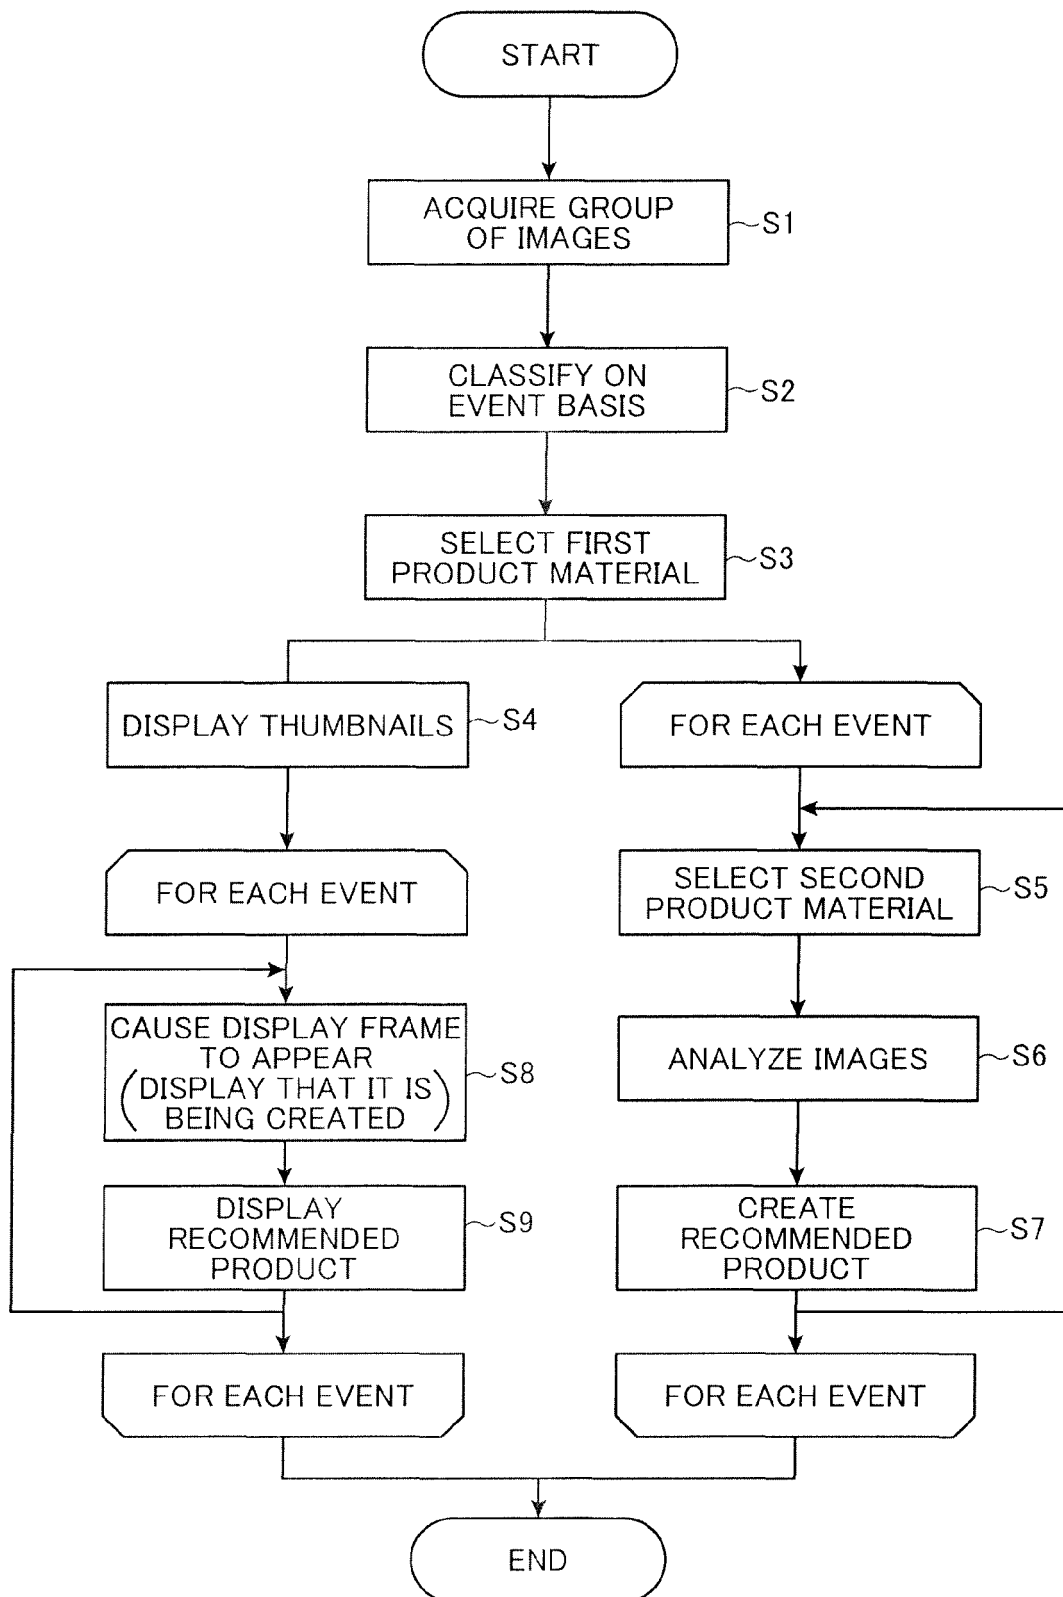 START
ACQUIRE GROUP
OF IMAGES
S1
CLASSIFY ON
EVENT BASIS
S2
SELECT FIRST
PRODUCT MATERIAL
S3
DISPLAY THUMBNAILS
S4
FOR EACH EVENT
CAUSE DISPLAY FRAME
TO APPEAR
(DISPLAY THAT IT IS
BEING CREATED)
S8
DISPLAY
RECOMMENDED
PRODUCT
S9
FOR EACH EVENT
FOR EACH EVENT
SELECT SECOND
PRODUCT MATERIAL
S5
ANALYZE IMAGES
S6
CREATE
RECOMMENDED
PRODUCT
S7
FOR EACH EVENT
END